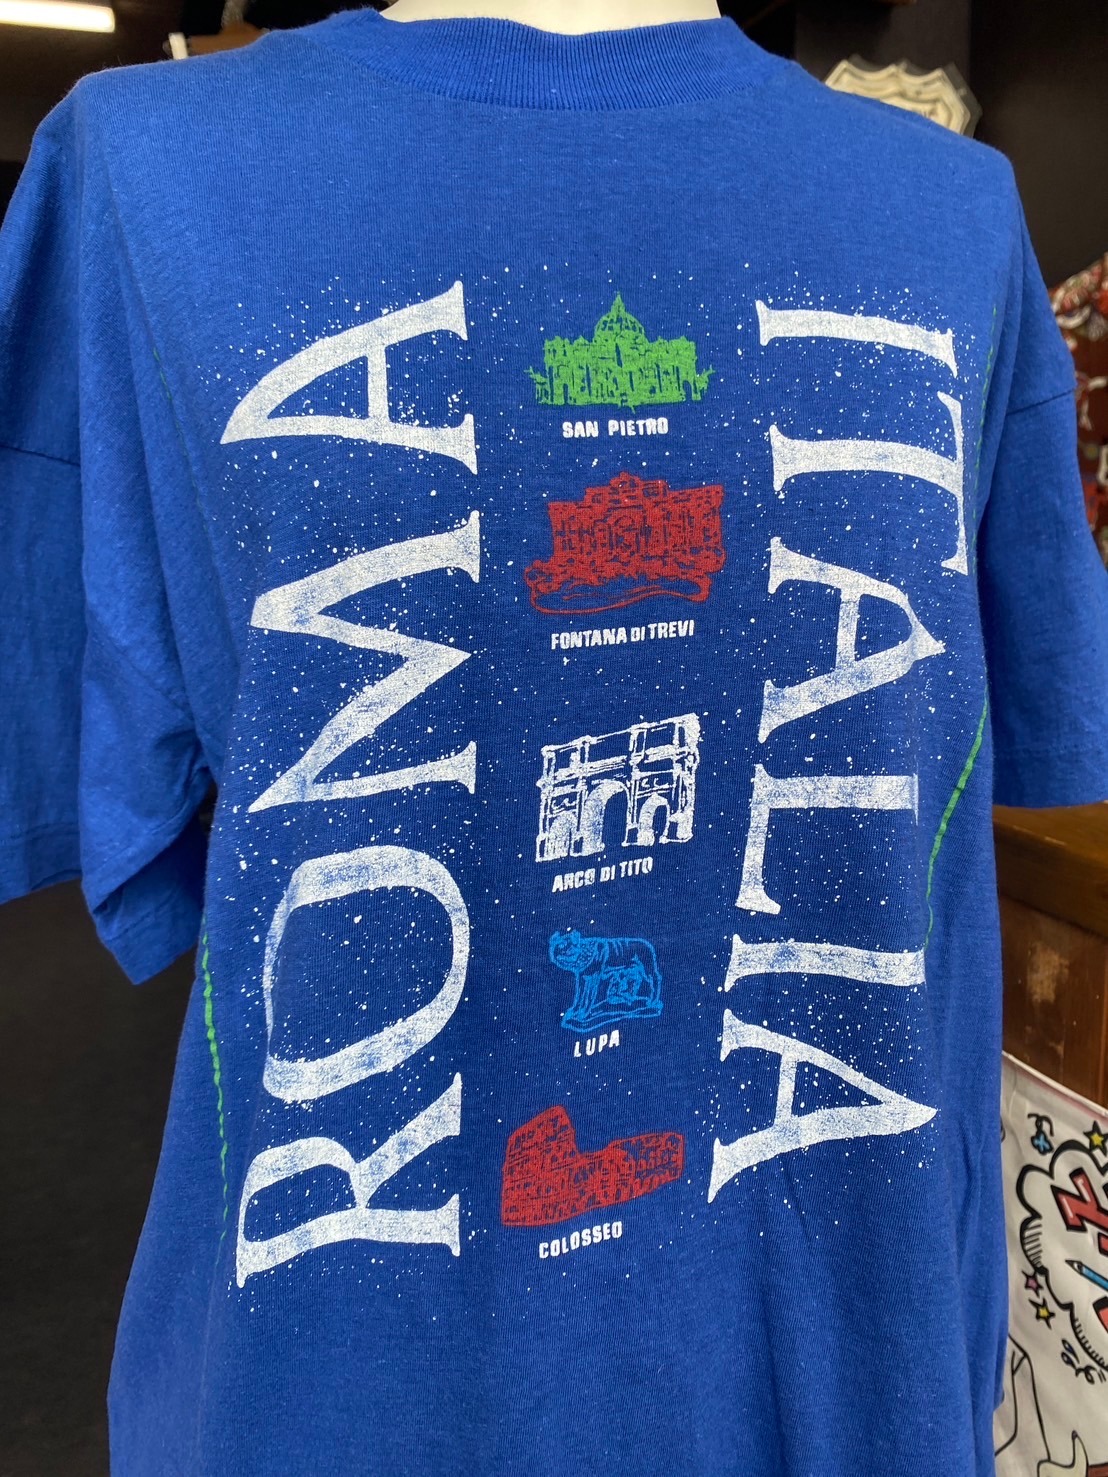 ROMA
SAN PIETRO
FONTANA DI TREVI
ARCO DI TITO
LUPA
COLOSSEO
ITALIA